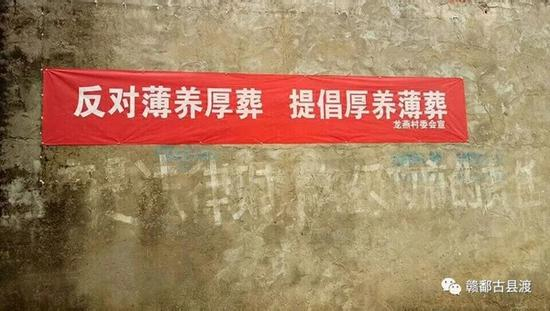 反对薄养厚葬 提倡厚养薄葬
龙燕村委会宣
赣鄱古县渡